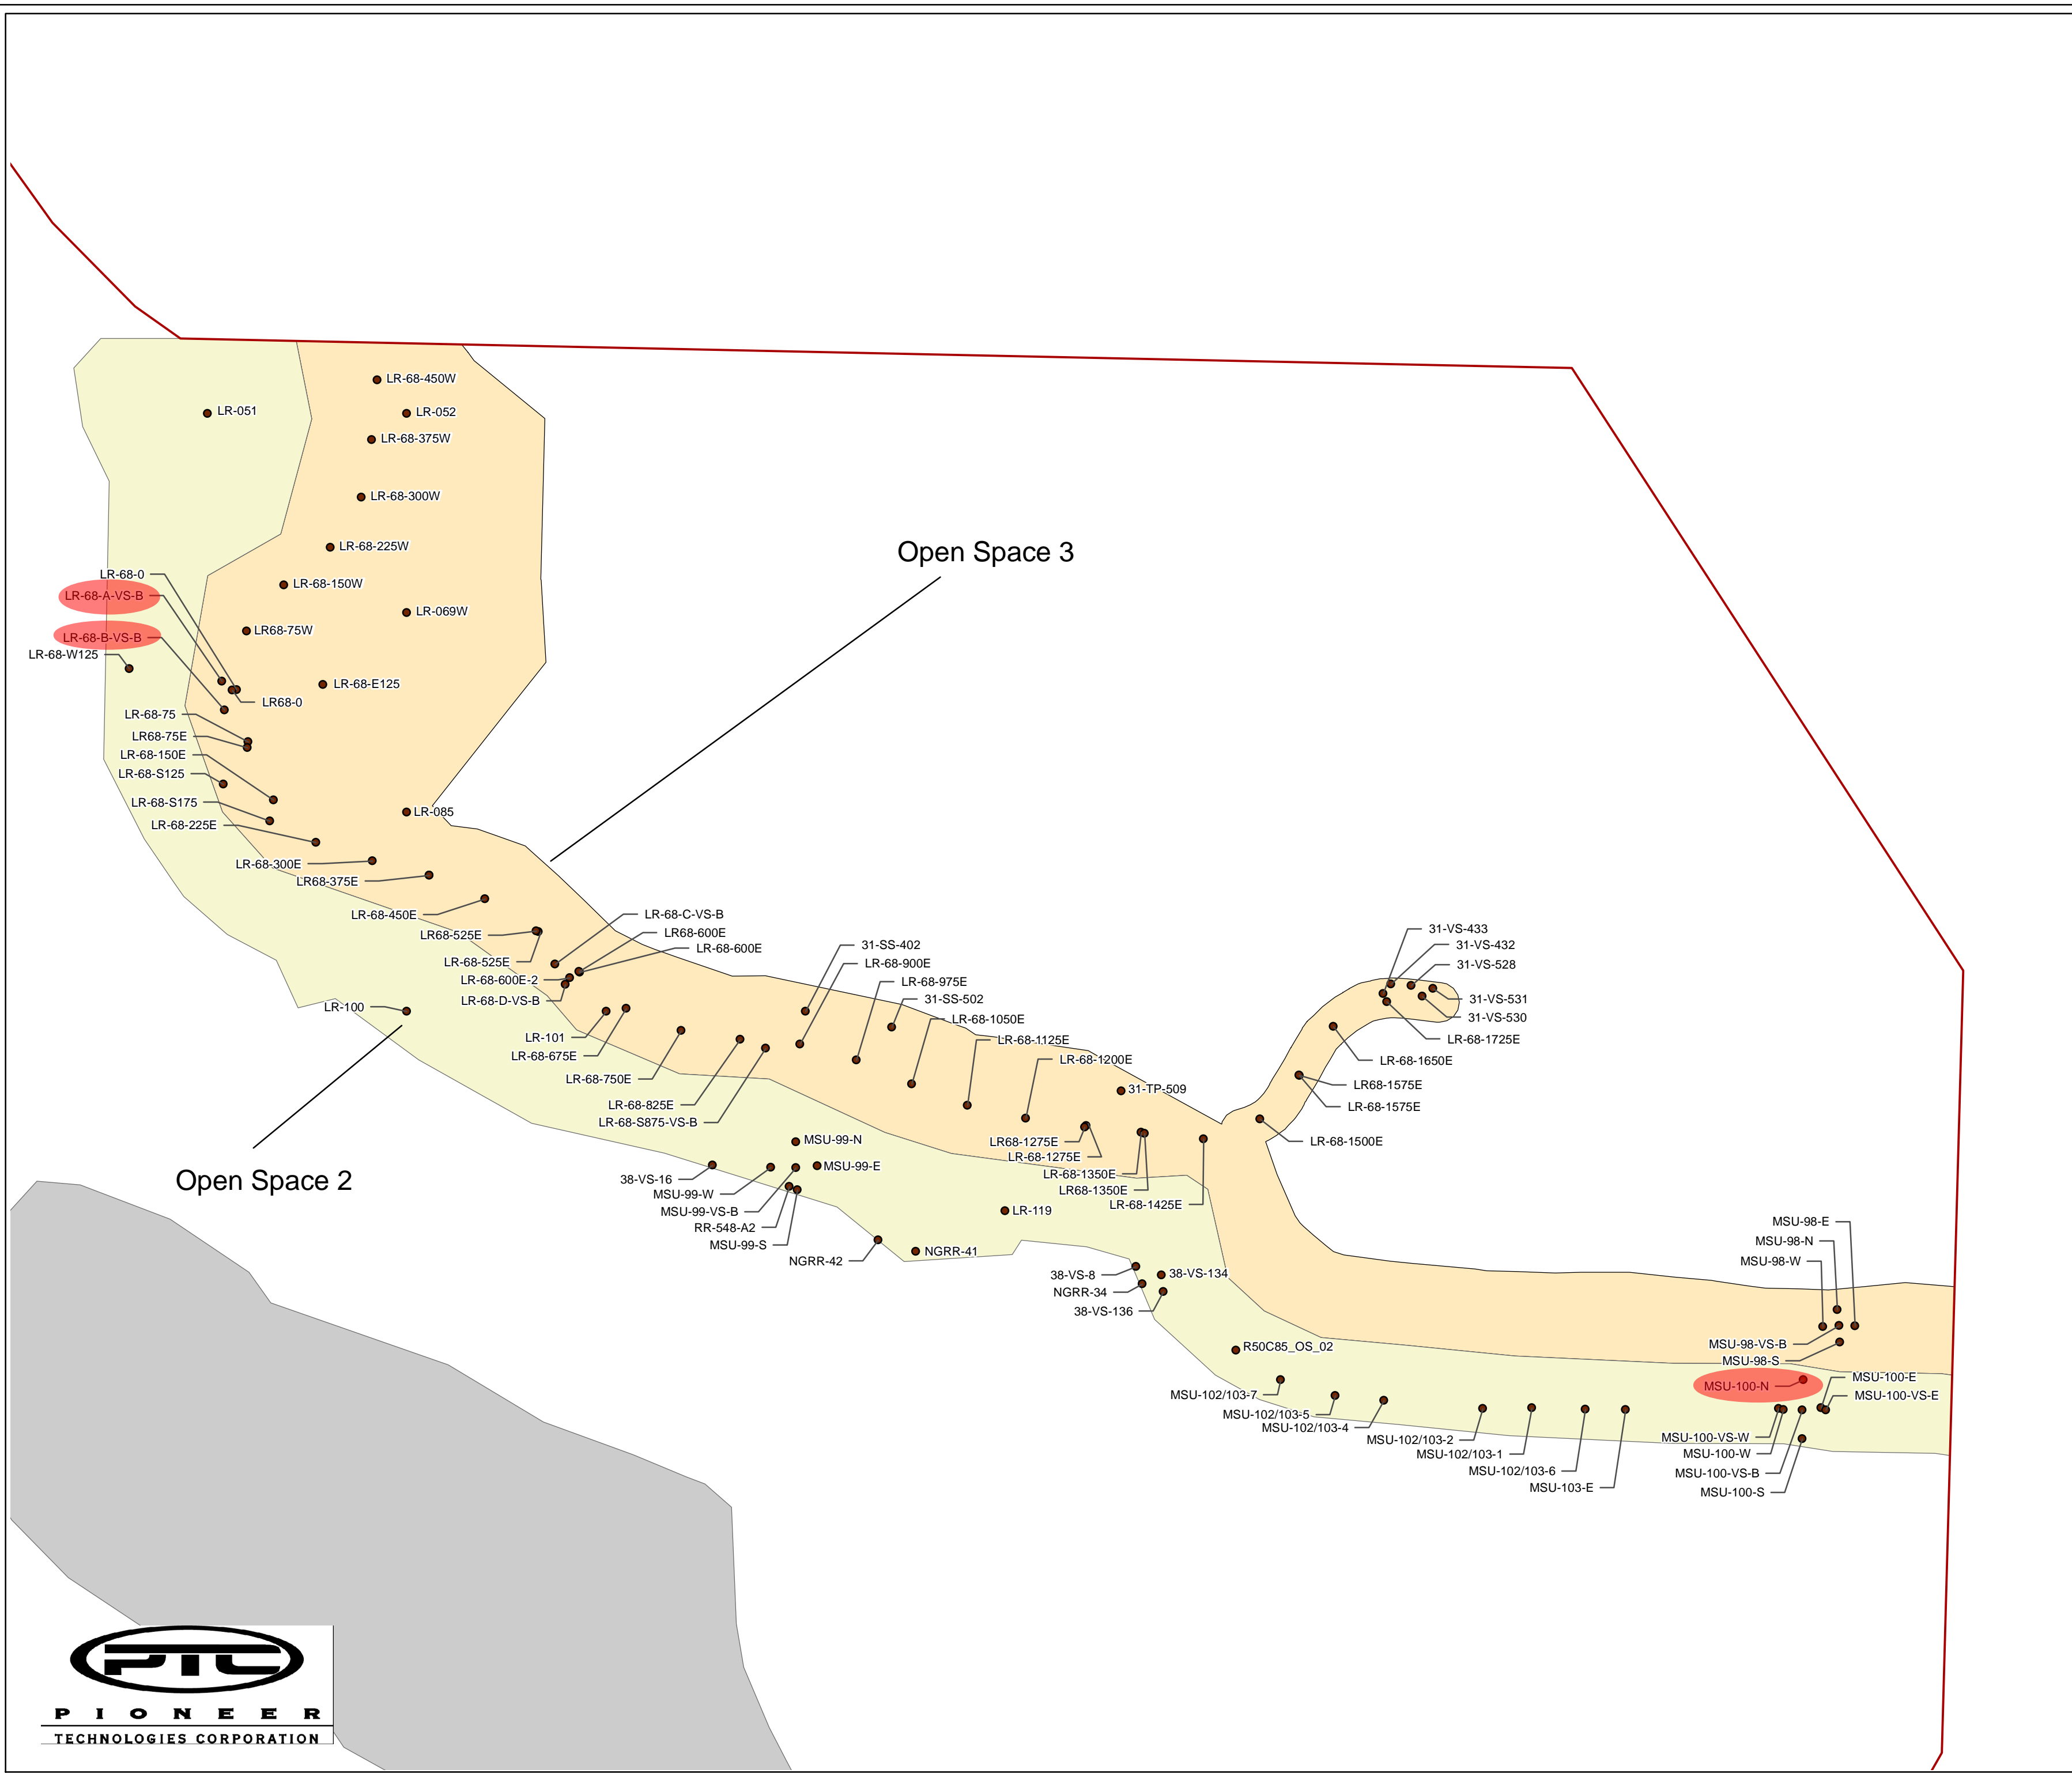 LR-68-450W
LR-051
LR-052
LR-68-375W
LR-68-300W
LR-68-225W
Open Space 3
LR-68-0
LR-68-150W
LR-68-A-VS-B
LR-069W
LR68-75W
LR-68-B-VS-B
LR-68-W125
LR-68-E125
LR68-0
LR-68-75
LR68-75E
LR-68-150E
LR-68-S125
LR-68-S175
LR-085
LR-68-225E
LR-68-300E
LR68-375E
LR-68-450E
LR-68-C-VS-B
LR68-525E
LR68-600E
LR-68-600E
LR-68-525E
LR-68-600E-2
LR-68-D-VS-B
LR-100
31-SS-402
LR-68-900E
LR-68-975E
31-SS-502
LR-68-1050E
LR-101
LR-68-1125E
LR-68-675E
LR-68-1200E
LR-68-750E
31-TP-509
LR-68-825E
LR-68-S875-VS-B
31-VS-433
31-VS-432
31-VS-528
31-VS-531
31-VS-530
LR-68-1725E
LR-68-1650E
LR68-1575E
LR-68-1575E
LR-68-1500E
MSU-99-N
LR68-1275E
LR-68-1275E
MSU-99-E
LR-68-1350E
38-VS-16
LR68-1350E
MSU-99-W
LR-68-1425E
MSU-99-VS-B
LR-119
RR-548-A2
MSU-99-S
NGRR-41
NGRR-42
Open Space 2
38-VS-8
38-VS-134
NGRR-34
38-VS-136
R50C85_OS_02
MSU-98-E
MSU-98-N
MSU-98-W
MSU-98-VS-B
MSU-98-S
MSU-100-E
MSU-100-N
MSU-100-VS-E
MSU-102/103-7
MSU-102/103-5
MSU-102/103-4
MSU-102/103-2
MSU-102/103-1
MSU-102/103-6
MSU-103-E
MSU-100-VS-W
MSU-100-W
MSU-100-VS-B
MSU-100-S
PTC
PIONEER
TECHNOLOGIES CORPORATION